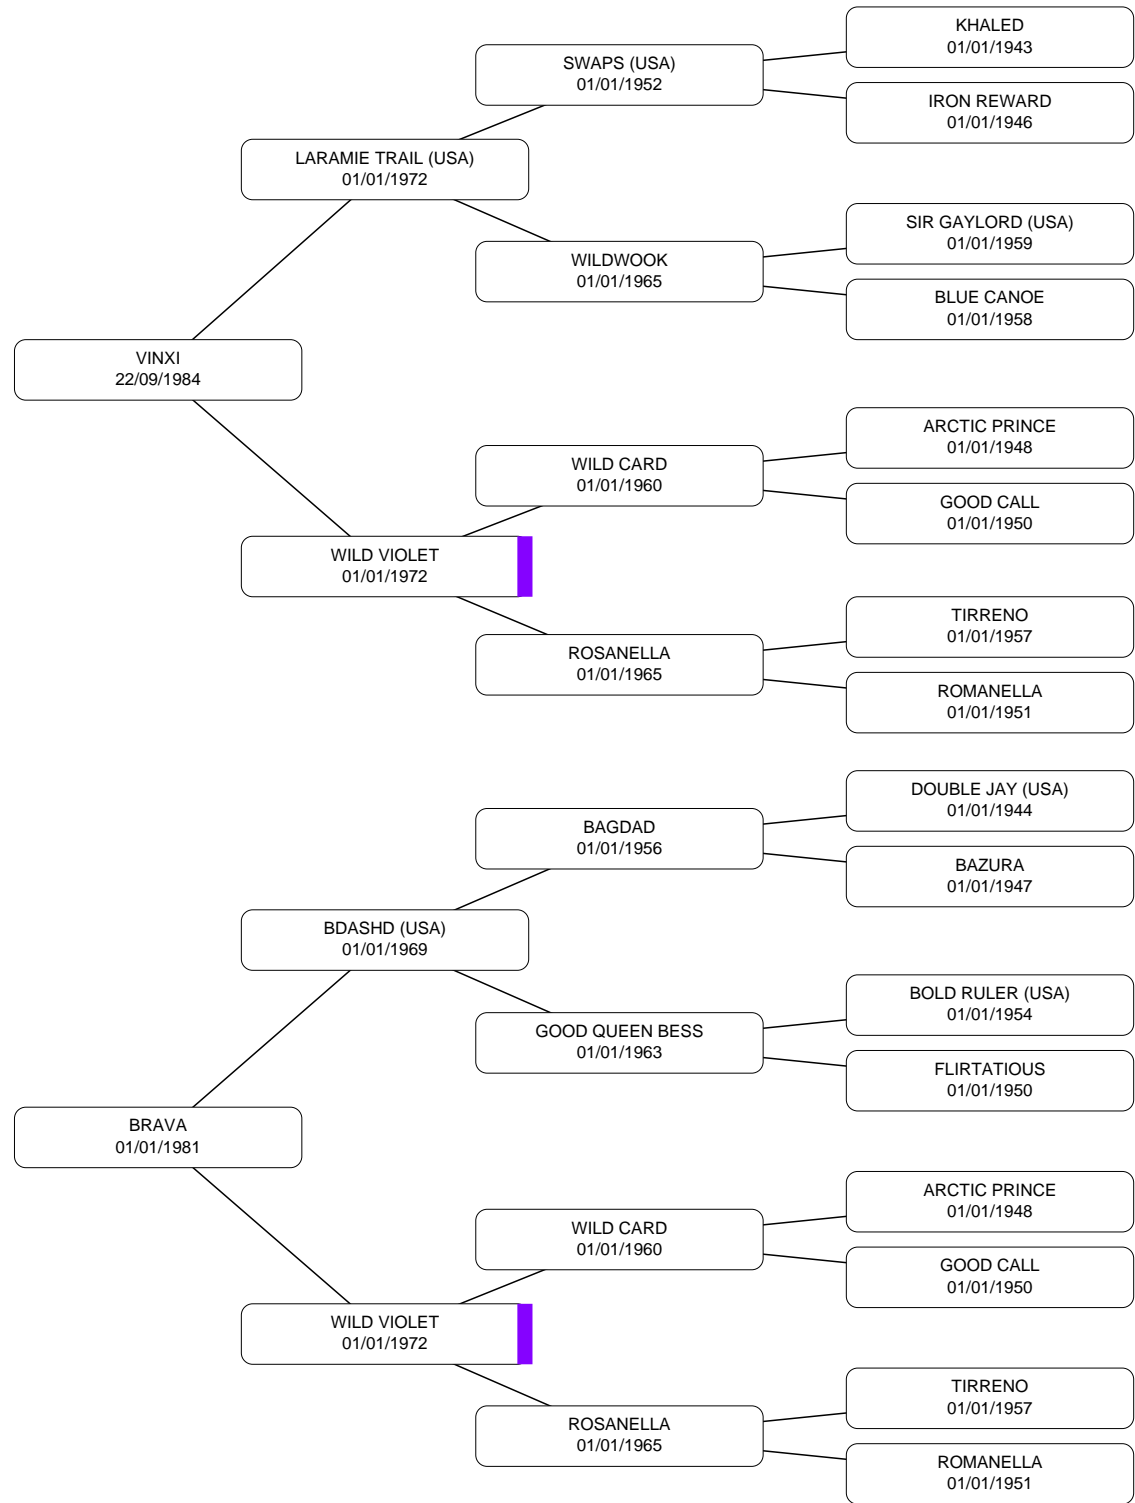 KHALED
01/01/1943
SWAPS (USA)
01/01/1952
IRON REWARD
01/01/1946
LARAMIE TRAIL (USA)
01/01/1972
SIR GAYLORD (USA)
01/01/1959
WILDWOOK
01/01/1965
BLUE CANOE
01/01/1958
VINXI
22/09/1984
ARCTIC PRINCE
01/01/1948
WILD CARD
01/01/1960
GOOD CALL
01/01/1950
WILD VIOLET
01/01/1972
TIRRENO
01/01/1957
ROSANELLA
01/01/1965
ROMANELLA
01/01/1951
DOUBLE JAY (USA)
01/01/1944
BAGDAD
01/01/1956
BAZURA
01/01/1947
BDASHD (USA)
01/01/1969
BOLD RULER (USA)
01/01/1954
GOOD QUEEN BESS
01/01/1963
FLIRTATIOUS
01/01/1950
BRAVA
01/01/1981
ARCTIC PRINCE
01/01/1948
WILD CARD
01/01/1960
GOOD CALL
01/01/1950
WILD VIOLET
01/01/1972
TIRRENO
01/01/1957
ROSANELLA
01/01/1965
ROMANELLA
01/01/1951